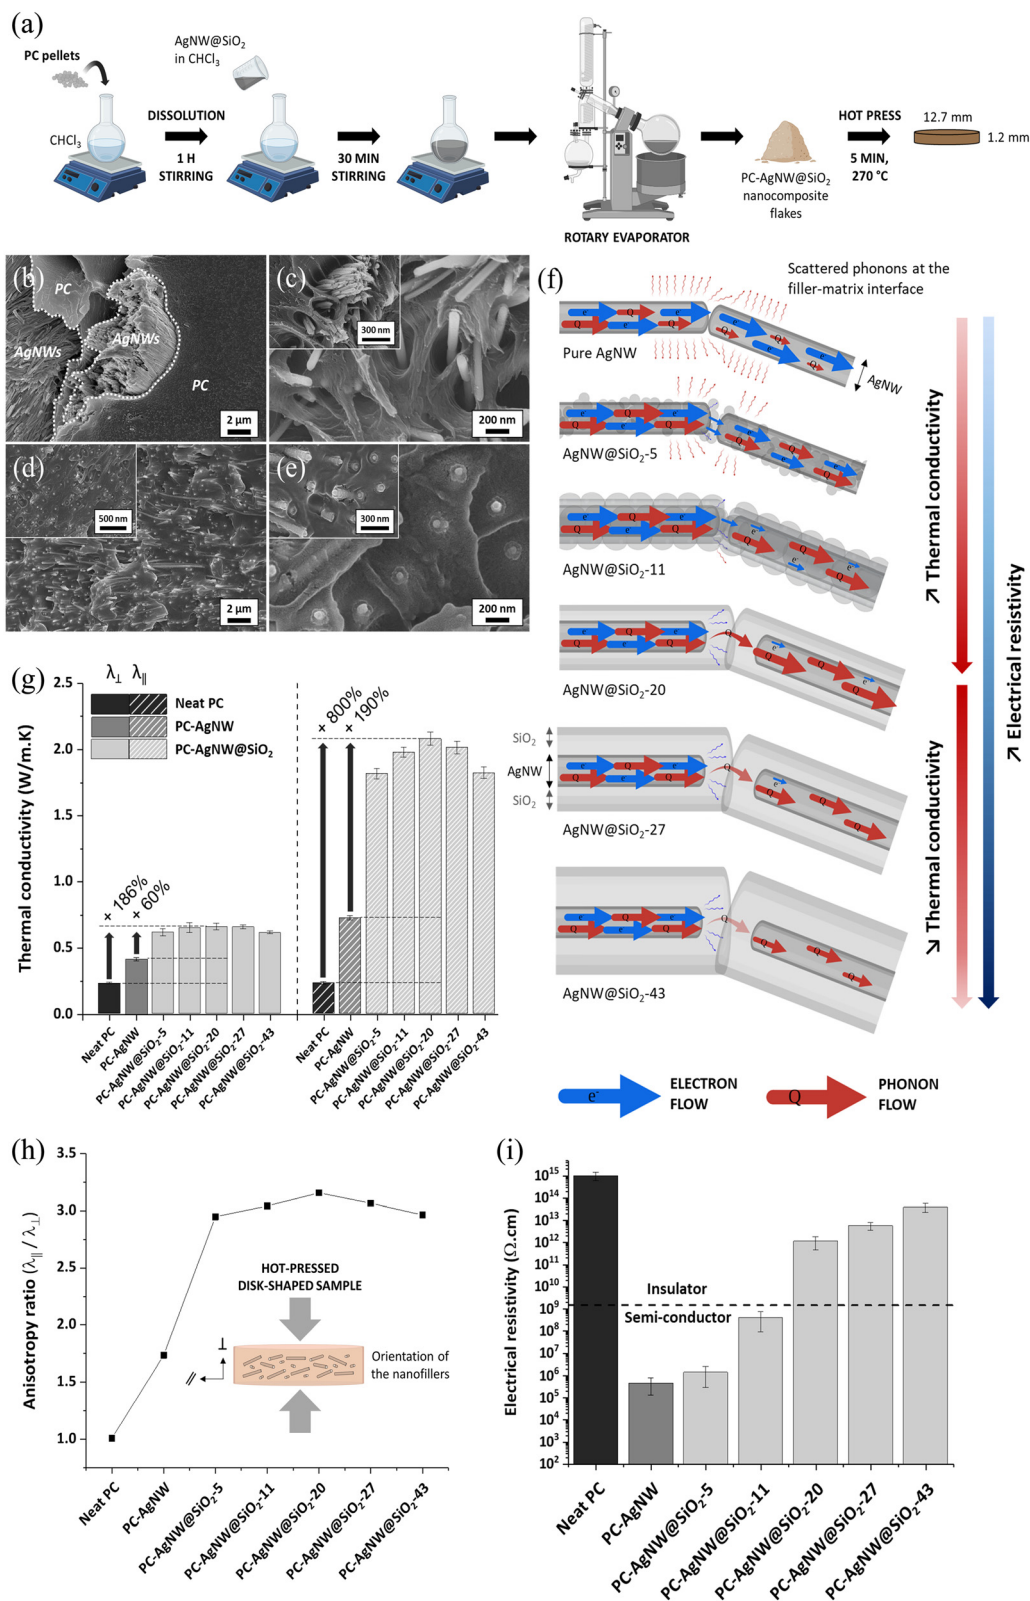 (a)
PC pellets
CHCl3
DISSOLUTION
1 H
STIRRING
AgNW@SiO2
in CHCl3
30 MIN
STIRRING
ROTARY EVAPORATOR
PC-AgNW@SiO2
nanocomposite
flakes
HOT PRESS
5 MIN,
270 °C
12.7 mm
1.2 mm
(b)
PC
AgNWs
AgNWs
PC
2 µm
(c)
300 nm
200 nm
(d)
500 nm
2 µm
(e)
300 nm
200 nm
(f)
Scattered phonons at the
filler-matrix interface
Pure AgNW
AgNW
AgNW@SiO2-5
AgNW@SiO2-11
AgNW@SiO2-20
SiO2
AgNW
SiO2
AgNW@SiO2-27
AgNW@SiO2-43
↗ Thermal conductivity
↘ Thermal conductivity
↗ Electrical resistivity
e-
ELECTRON
FLOW
Q
PHONON
FLOW
(g)
λ⊥ λ∥
Neat PC
PC-AgNW
PC-AgNW@SiO2
+ 186%
+ 60%
+ 800%
+ 190%
Thermal conductivity (W/m.K)
2.5
2.0
1.5
1.0
0.5
0.0
Neat PC
PC-AgNW
PC-AgNW@SiO2-5
PC-AgNW@SiO2-11
PC-AgNW@SiO2-20
PC-AgNW@SiO2-27
PC-AgNW@SiO2-43
Neat PC
PC-AgNW
PC-AgNW@SiO2-5
PC-AgNW@SiO2-11
PC-AgNW@SiO2-20
PC-AgNW@SiO2-27
PC-AgNW@SiO2-43
(h)
Anisotropy ratio (λ∥ / λ⊥)
3.5
3.0
2.5
2.0
1.5
1.0
HOT-PRESSED
DISK-SHAPED SAMPLE
⊥
//
Orientation of
the nanofillers
Neat PC
PC-AgNW
PC-AgNW@SiO2-5
PC-AgNW@SiO2-11
PC-AgNW@SiO2-20
PC-AgNW@SiO2-27
PC-AgNW@SiO2-43
(i)
Electrical resistivity (Ω.cm)
10^15
10^14
10^13
10^12
10^11
10^10
10^9
10^8
10^7
10^6
10^5
10^4
10^3
10^2
Insulator
Semi-conductor
Neat PC
PC-AgNW
PC-AgNW@SiO2-5
PC-AgNW@SiO2-11
PC-AgNW@SiO2-20
PC-AgNW@SiO2-27
PC-AgNW@SiO2-43